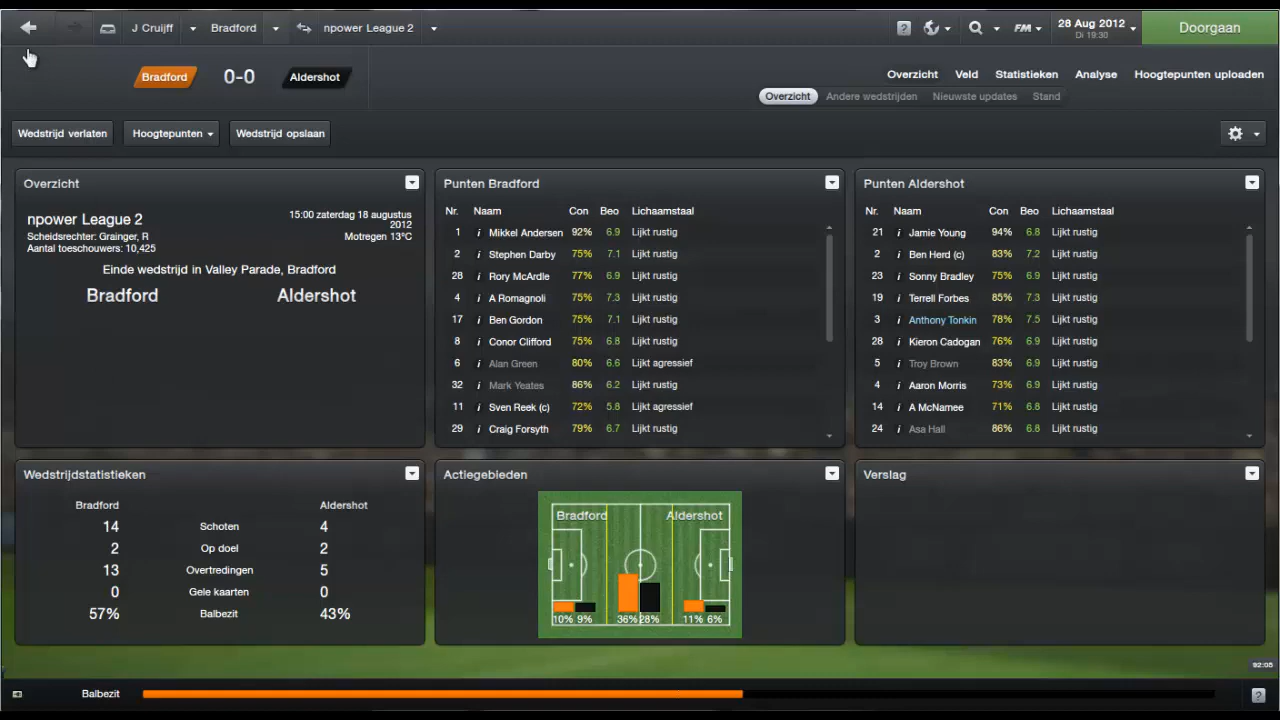 J Cruijff Bradford npower League 2 ? FM 28 Aug 2012 Di 19:30 Doorgaan
Bradford 0-0 Aldershot
Overzicht Veld Statistieken Analyse Hoogtepunten uploaden
Overzicht Andere wedstrijden Nieuwste updates Stand
Wedstrijd verlaten Hoogtepunten Wedstrijd opslaan
Overzicht
npower League 2
15:00 zaterdag 18 augustus 2012
Scheidsrechter: Grainger, R
Motregen 13°C
Aantal toeschouwers: 10,425
Einde wedstrijd in Valley Parade, Bradford
Bradford Aldershot
Punten Bradford
Nr. Naam Con Beo Lichaamstaal
1 i Mikkel Andersen 92% 6.9 Lijkt rustig
2 i Stephen Darby 75% 7.1 Lijkt rustig
28 i Rory McArdle 77% 6.9 Lijkt rustig
4 i A Romagnoli 75% 7.3 Lijkt rustig
17 i Ben Gordon 75% 7.1 Lijkt rustig
8 i Conor Clifford 75% 6.8 Lijkt rustig
6 i Alan Green 80% 6.6 Lijkt agressief
32 i Mark Yeates 86% 6.2 Lijkt rustig
11 i Sven Reek (c) 72% 5.8 Lijkt agressief
29 i Craig Forsyth 79% 6.7 Lijkt rustig
Punten Aldershot
Nr. Naam Con Beo Lichaamstaal
21 i Jamie Young 94% 6.8 Lijkt rustig
2 i Ben Herd (c) 83% 7.2 Lijkt rustig
23 i Sonny Bradley 75% 6.9 Lijkt rustig
19 i Terrell Forbes 85% 7.3 Lijkt rustig
3 i Anthony Tonkin 78% 7.5 Lijkt rustig
28 i Kieron Cadogan 76% 6.9 Lijkt rustig
5 i Troy Brown 83% 6.9 Lijkt rustig
4 i Aaron Morris 73% 6.9 Lijkt rustig
14 i A McNamee 71% 6.8 Lijkt rustig
24 i Asa Hall 86% 6.8 Lijkt rustig
Wedstrijdstatistieken
Bradford Aldershot
14 Schoten 4
2 Op doel 2
13 Overtredingen 5
0 Gele kaarten 0
57% Balbezit 43%
Actiegebieden
Bradford Aldershot
10% 9% 36% 28% 11% 6%
Verslag
92:05
Balbezit ?